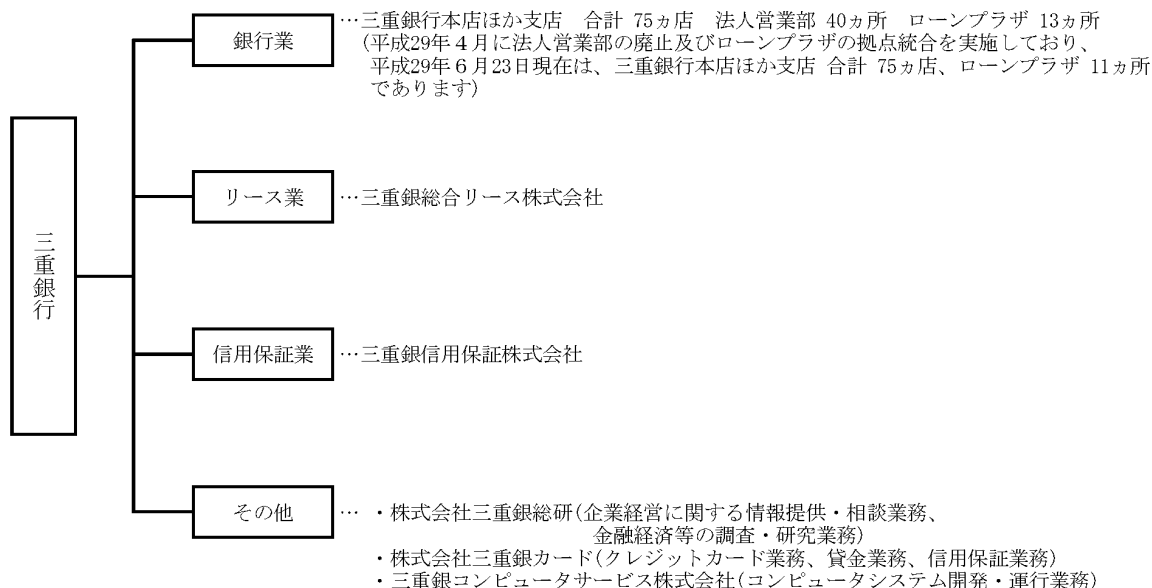 …三重銀行本店ほか支店 合計 75ヵ店 法人営業部 40ヵ所 ローンプラザ 13ヵ所
銀行業
(平成29年4月に法人営業部の廃止及びローンプラザの拠点統合を実施しており、
平成29年6月23日現在は、三重銀行本店ほか支店 合計 75ヵ店、ローンプラザ 11ヵ所
であります)
リース業 …三重銀総合リース株式会社
三重銀行
信用保証業 …三重銀信用保証株式会社
その他 … ・株式会社三重銀総研(企業経営に関する情報提供・相談業務、
金融経済等の調査・研究業務)
・株式会社三重銀カード(クレジットカード業務、貸金業務、信用保証業務)
・三重銀コンピュータサービス株式会社(コンピュータシステム開発・運行業務)